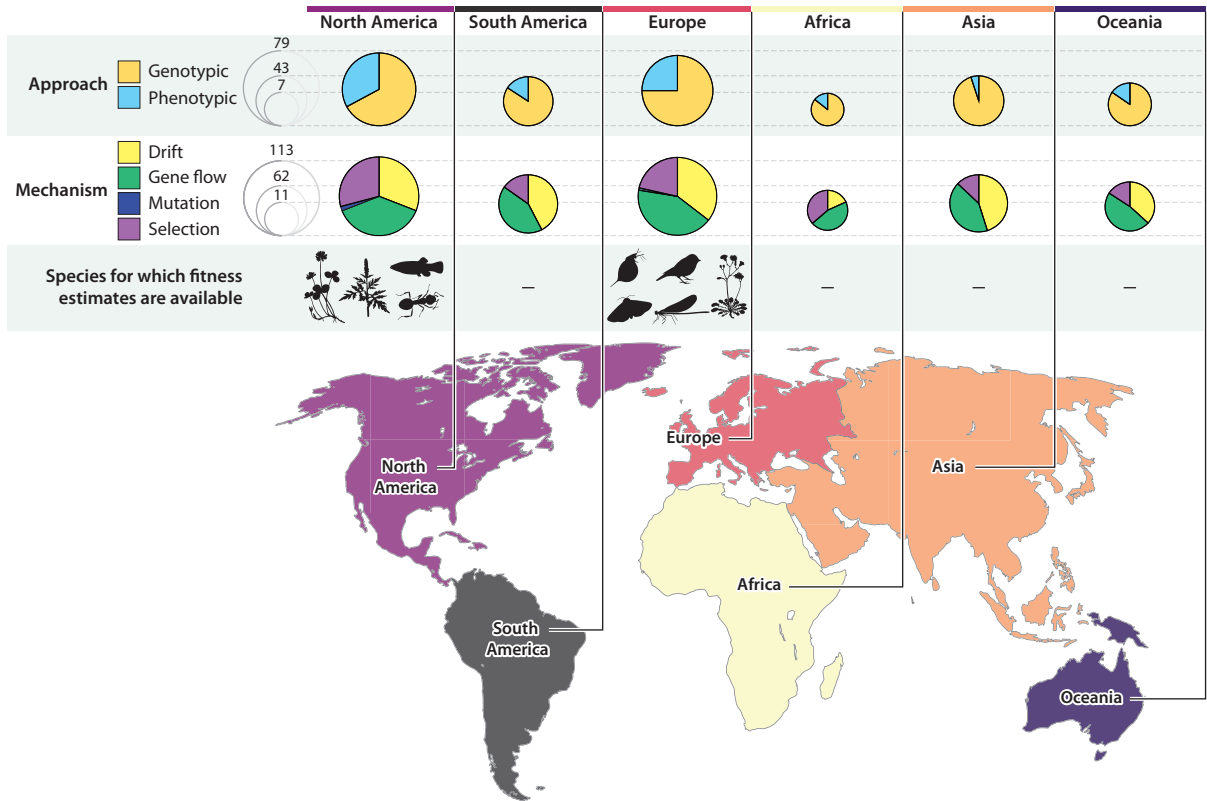 North America
South America
Europe
Africa
Asia
Oceania
Approach
Genotypic
Phenotypic
79
43
7
Mechanism
Drift
Gene flow
Mutation
Selection
113
62
11
Species for which fitness
estimates are available
–
–
–
–
Europe
North
America
Asia
Africa
South
America
Oceania